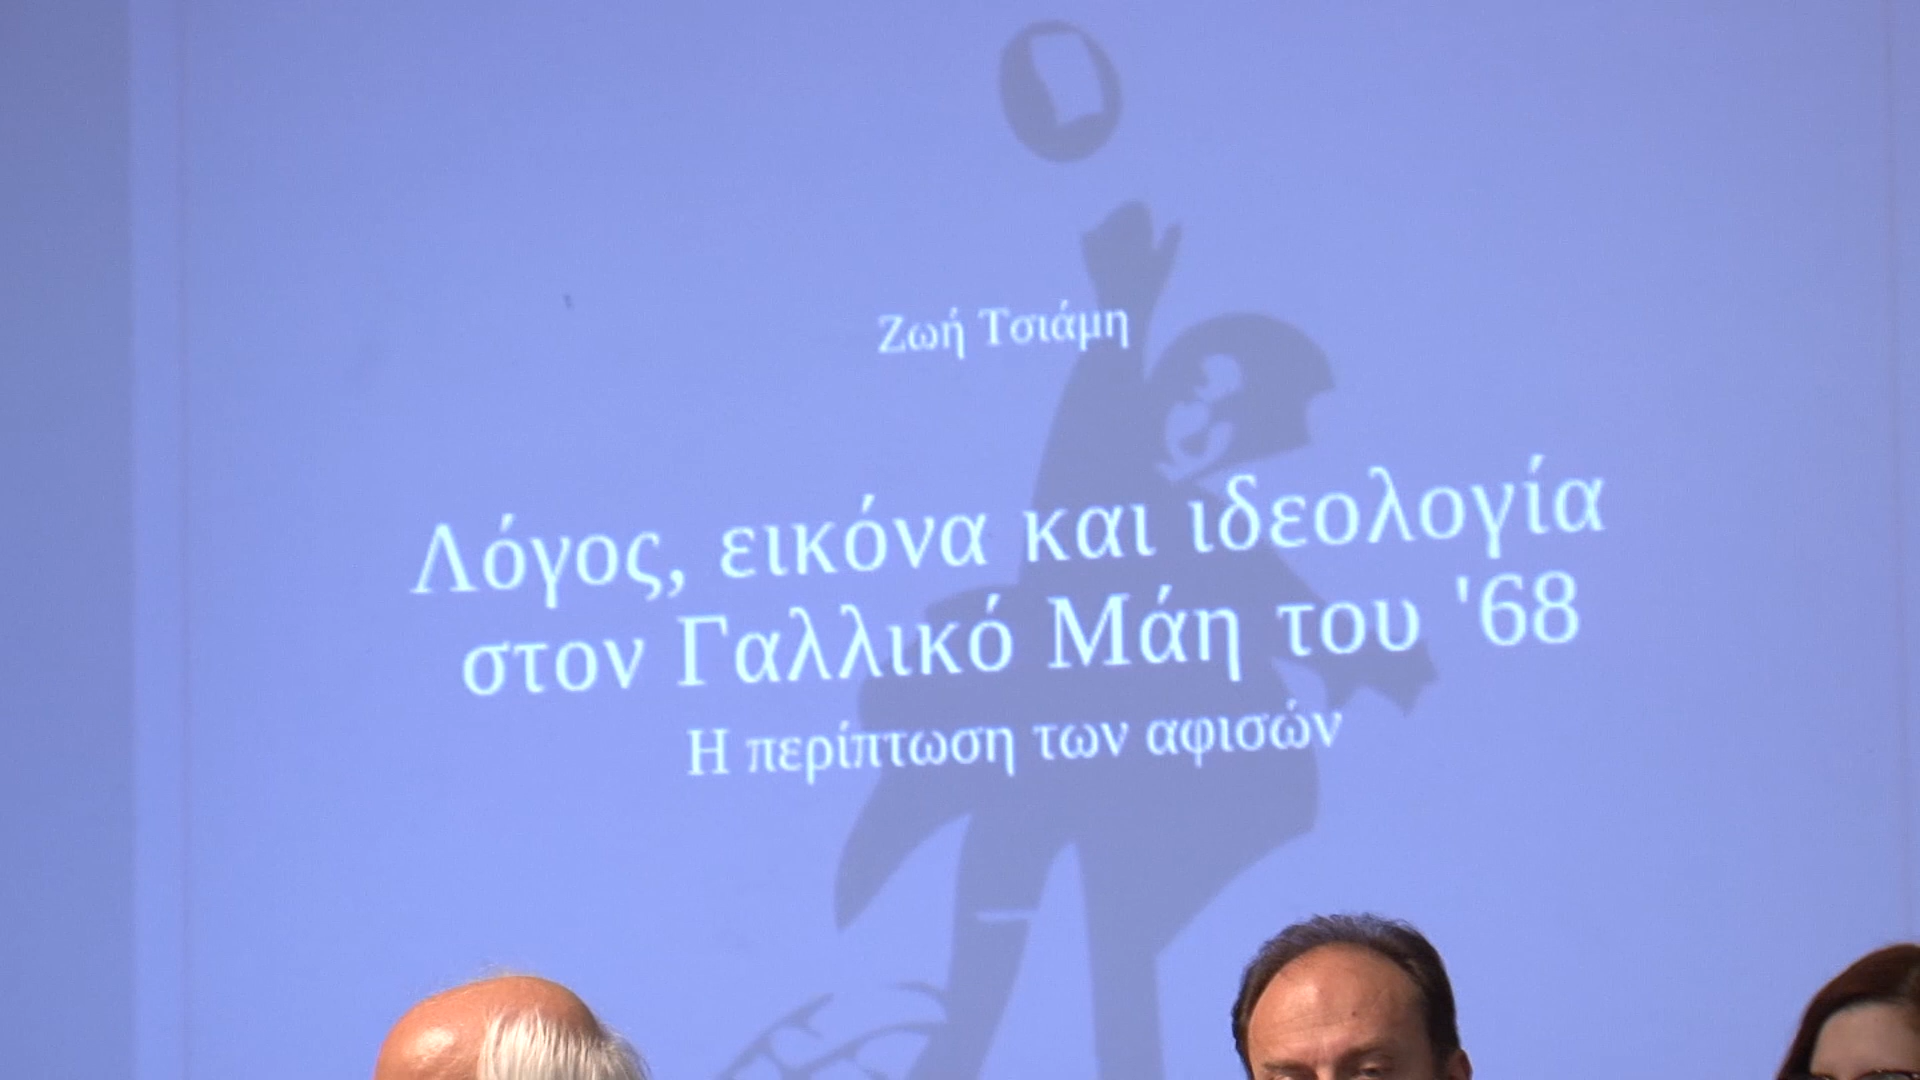 Ζωή Τσιάμη
Λόγος, εικόνα και ιδεολογία
στον Γαλλικό Μάη του '68
Η περίπτωση των αφισών